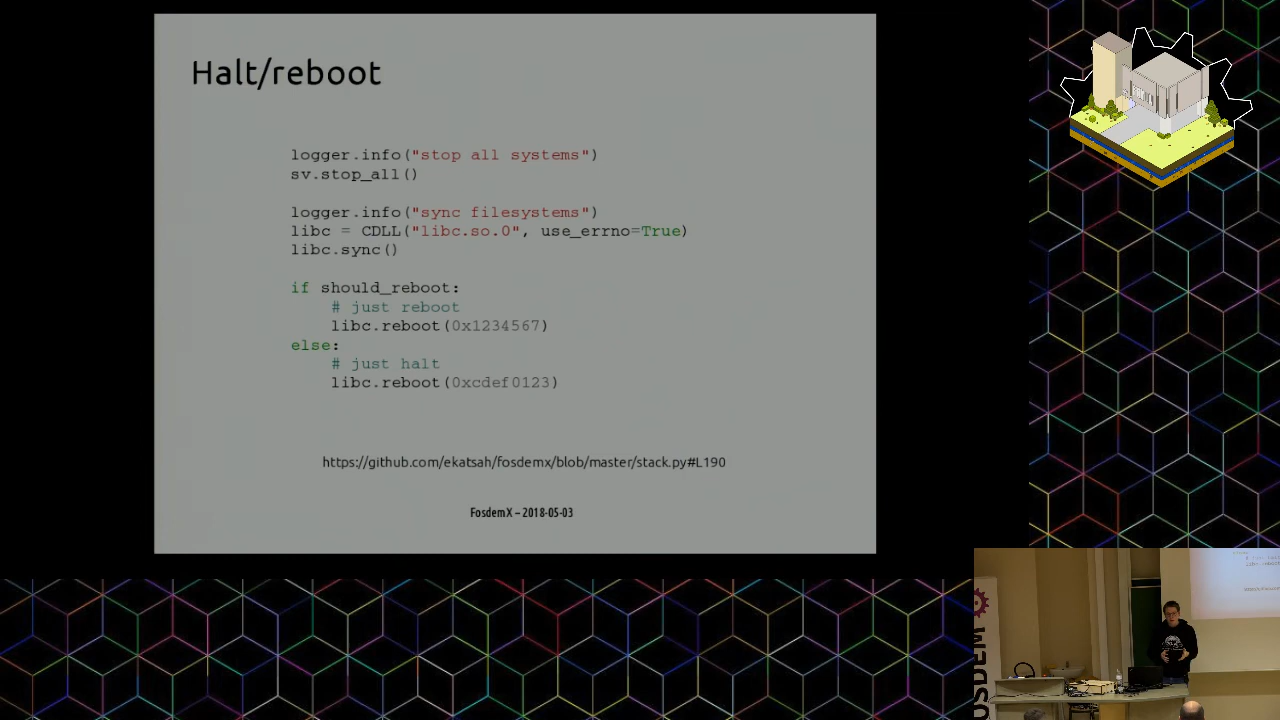 Halt/reboot
logger.info("stop all systems")
sv.stop_all()
logger.info("sync filesystems")
libc = CDLL("libc.so.0", use_errno=True)
libc.sync()
if should_reboot:
# just reboot
libc.reboot(0x1234567)
else:
# just halt
libc.reboot(0xcdef0123)
https://github.com/ekatsah/fosdemx/blob/master/stack.py#L190
FosdemX – 2018-05-03
OSDEM